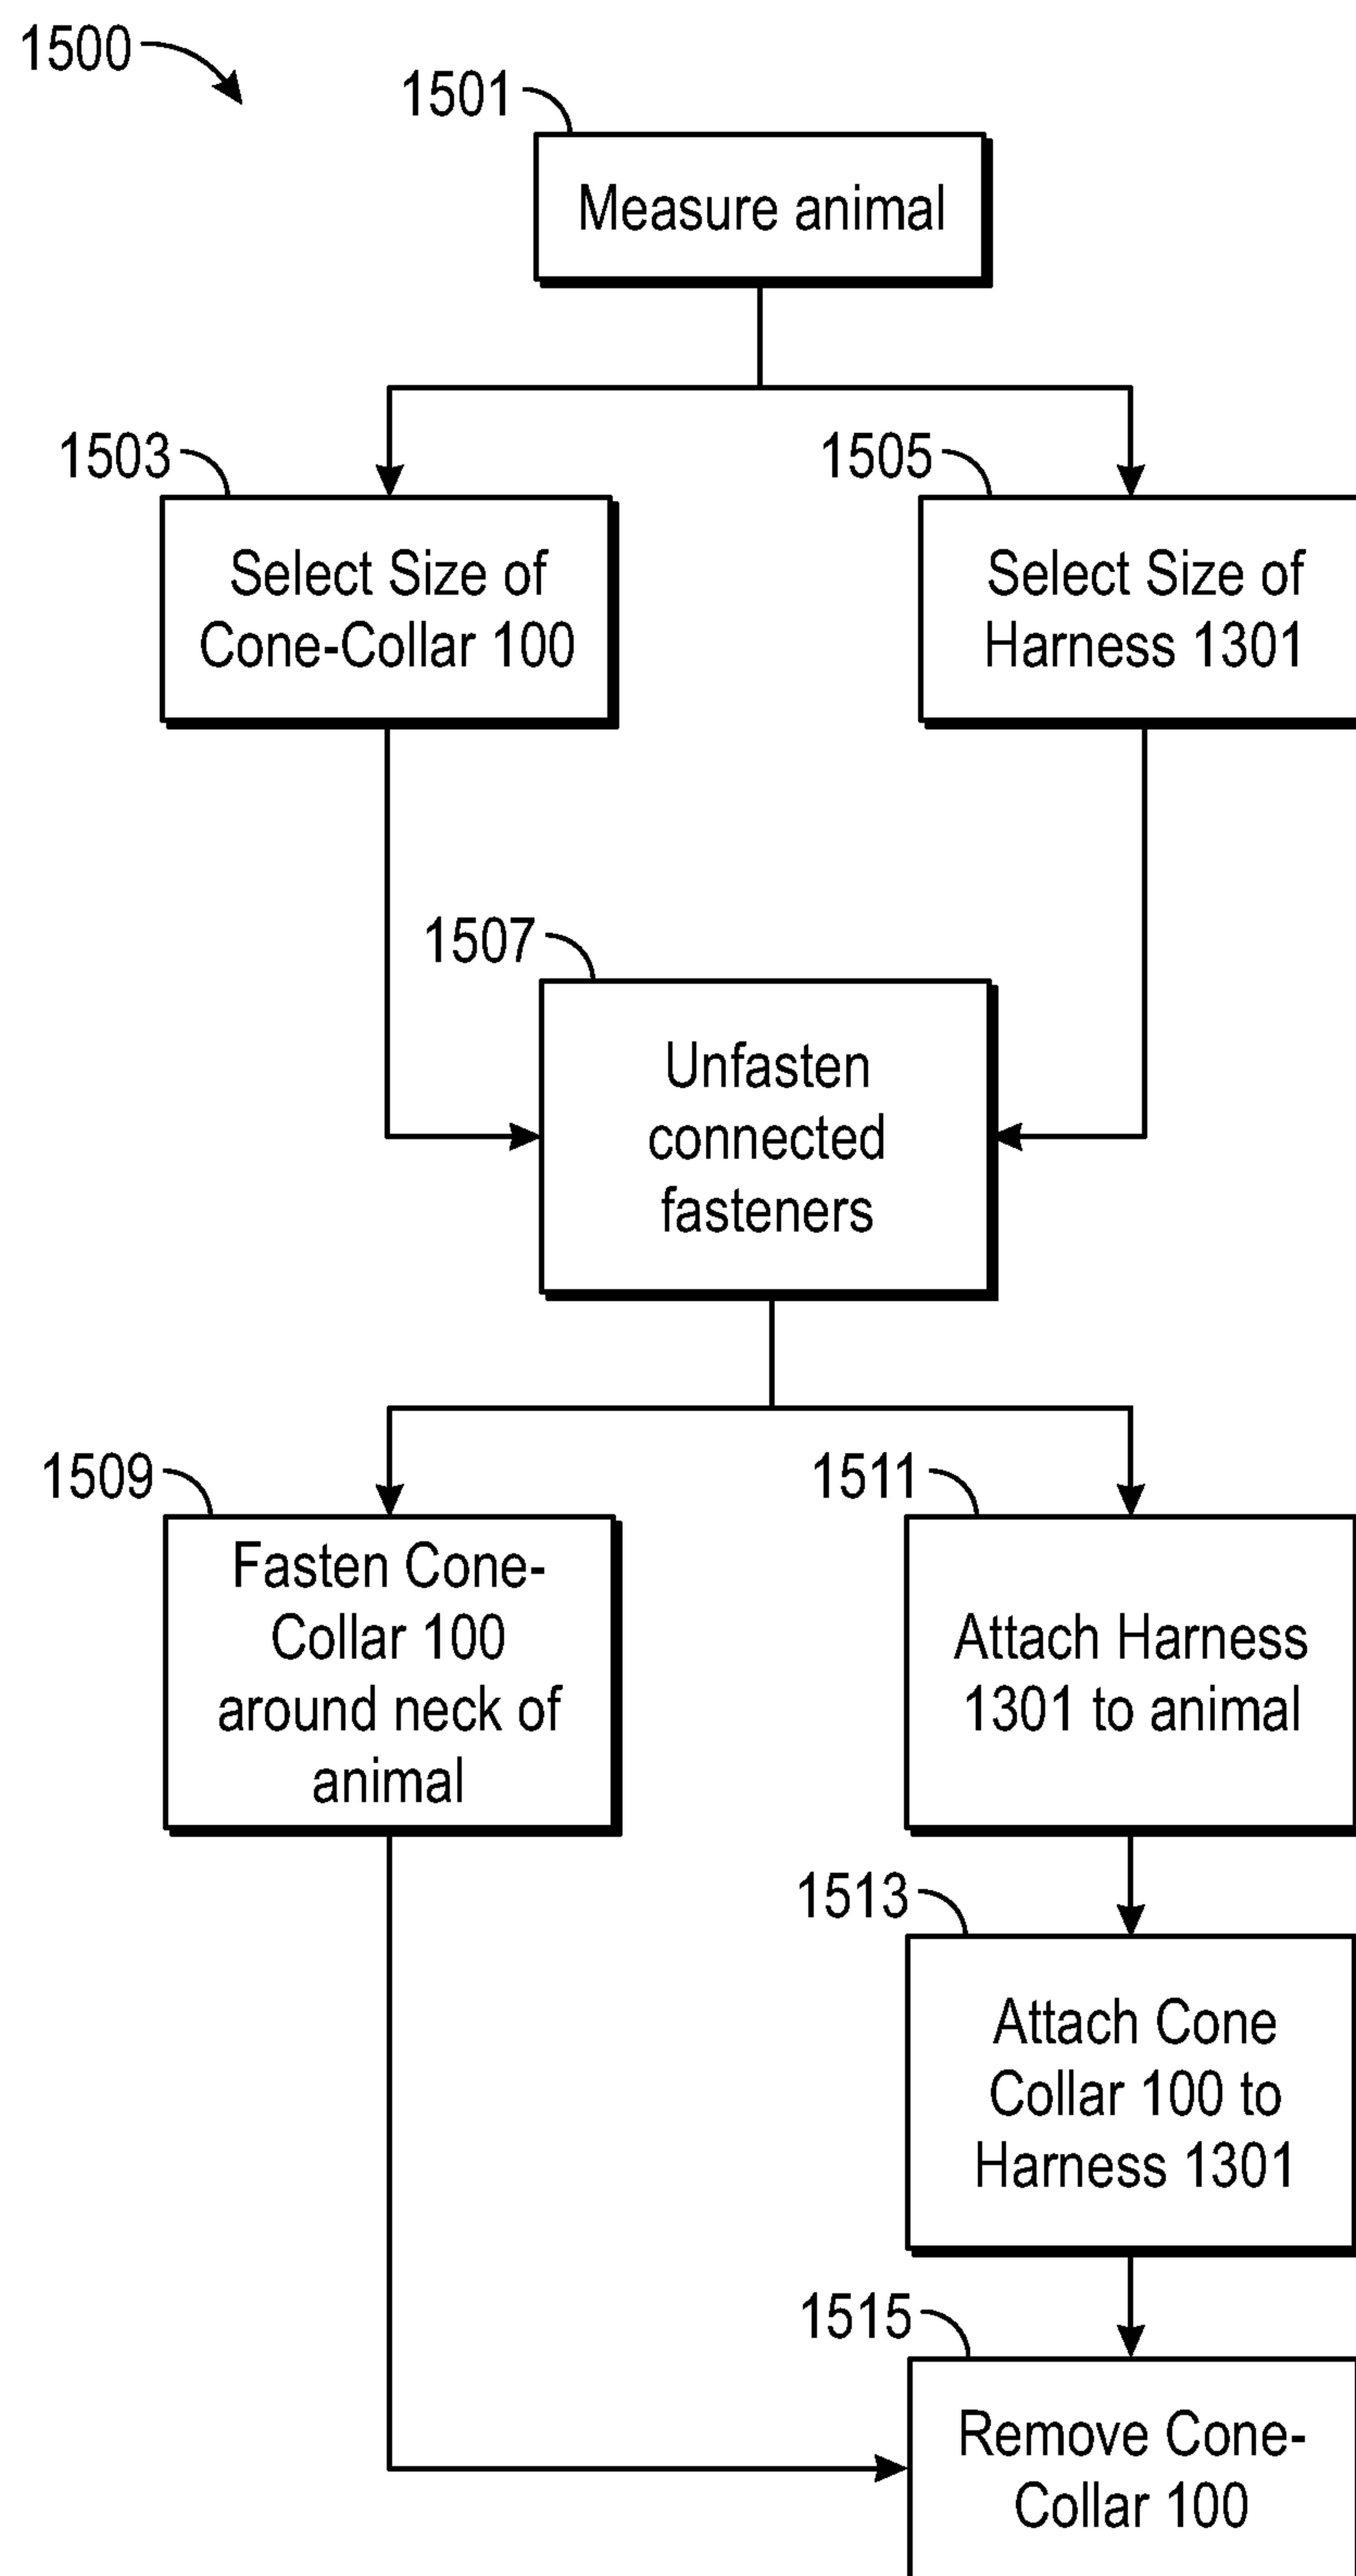 1500
1501
Measure animal
1503
Select Size of
Cone-Collar 100
1505
Select Size of
Harness 1301
1507
Unfasten
connected
fasteners
1509
Fasten Cone-
Collar 100
around neck of
animal
1511
Attach Harness
1301 to animal
1513
Attach Cone
Collar 100 to
Harness 1301
1515
Remove Cone-
Collar 100